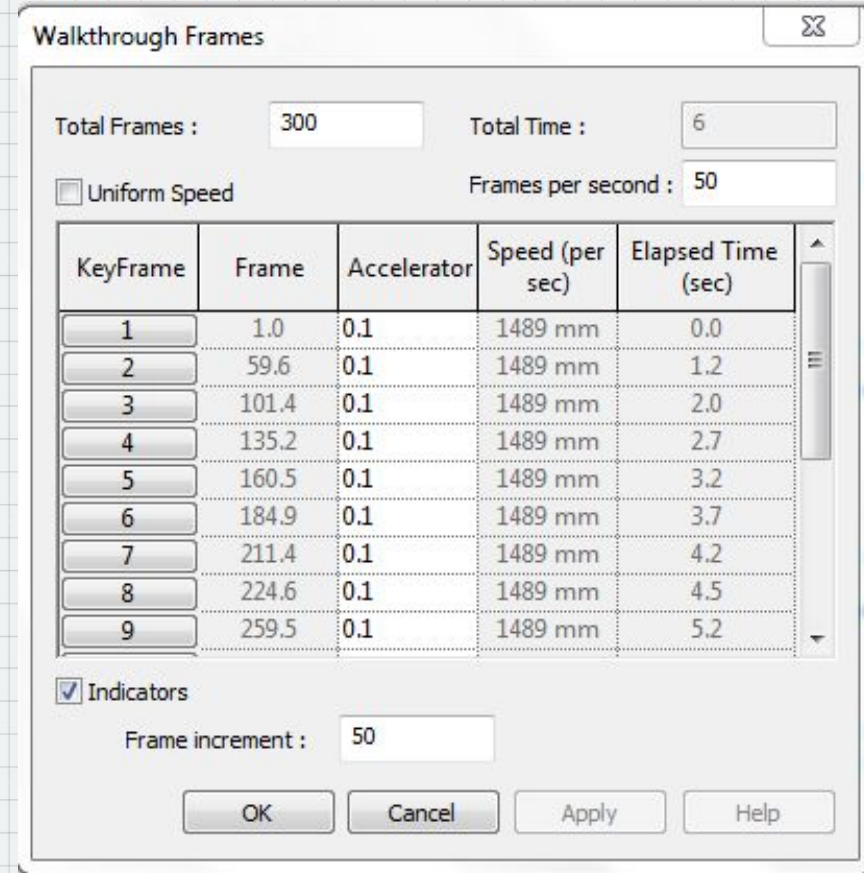 Walkthrough Frames
Total Frames : 300 Total Time : 6
Uniform Speed Frames per second : 50
KeyFrame Frame Accelerator Speed (per sec) Elapsed Time (sec)
1 1.0 0.1 1489 mm 0.0
2 59.6 0.1 1489 mm 1.2
3 101.4 0.1 1489 mm 2.0
4 135.2 0.1 1489 mm 2.7
5 160.5 0.1 1489 mm 3.2
6 184.9 0.1 1489 mm 3.7
7 211.4 0.1 1489 mm 4.2
8 224.6 0.1 1489 mm 4.5
9 259.5 0.1 1489 mm 5.2
Indicators
Frame increment : 50
OK Cancel Apply Help